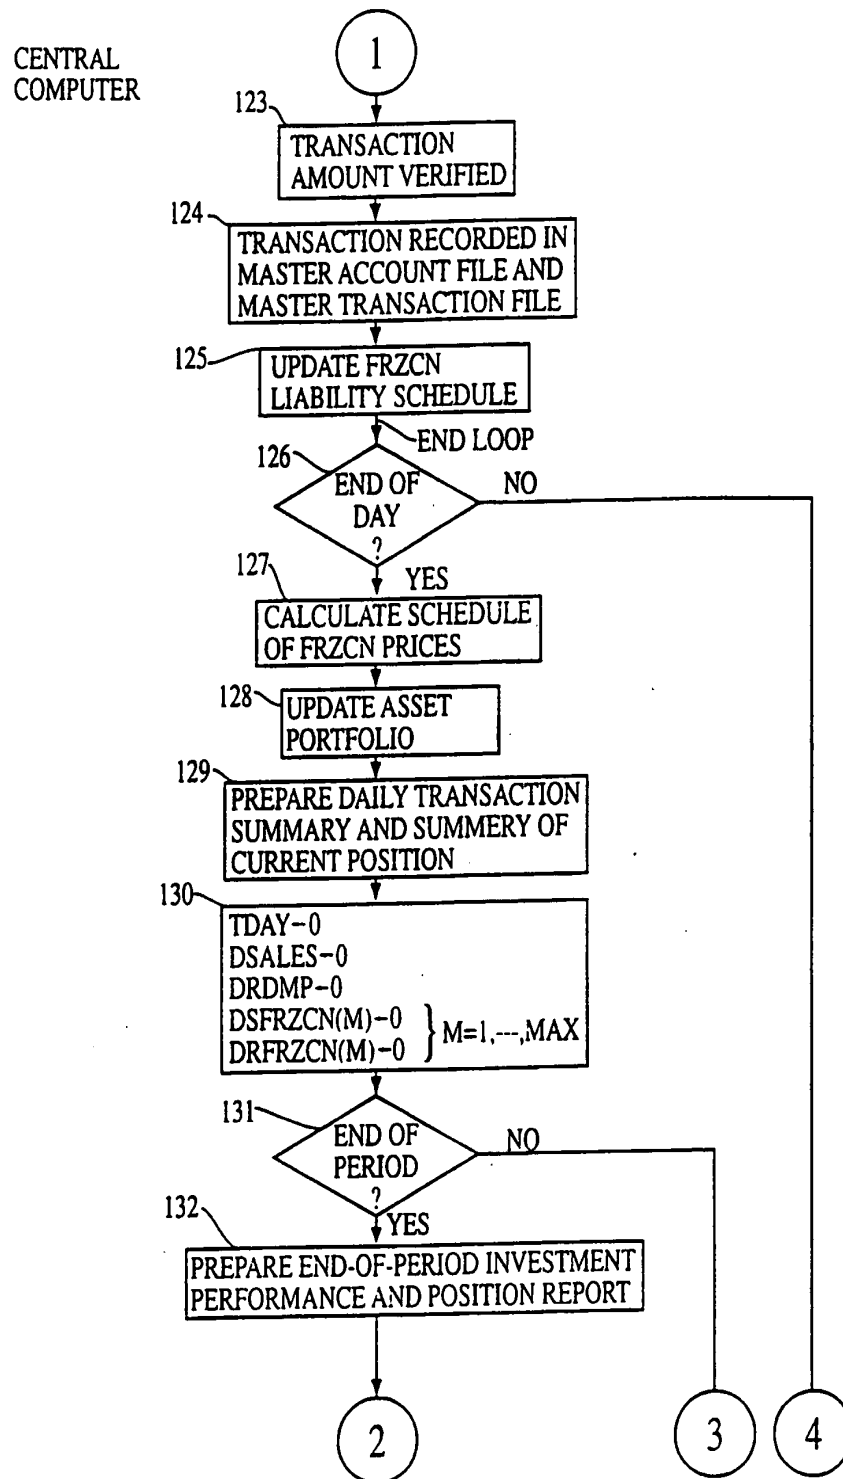 1
CENTRAL
COMPUTER
123
TRANSACTION
AMOUNT VERIFIED
124
TRANSACTION RECORDED IN
MASTER ACCOUNT FILE AND
MASTER TRANSACTION FILE
125
UPDATE FRZCN
LIABILITY SCHEDULE
END LOOP
126
END OF
DAY
?
NO
YES
127
CALCULATE SCHEDULE
OF FRZCN PRICES
128
UPDATE ASSET
PORTFOLIO
129
PREPARE DAILY TRANSACTION
SUMMARY AND SUMMERY OF
CURRENT POSITION
130
TDAY-0
DSALES-0
DRDMP-0
DSFRZCN(M)-0
DRFRZCN(M)-0
} M=1,---,MAX
131
END OF
PERIOD
?
NO
YES
132
PREPARE END-OF-PERIOD INVESTMENT
PERFORMANCE AND POSITION REPORT
2
3
4